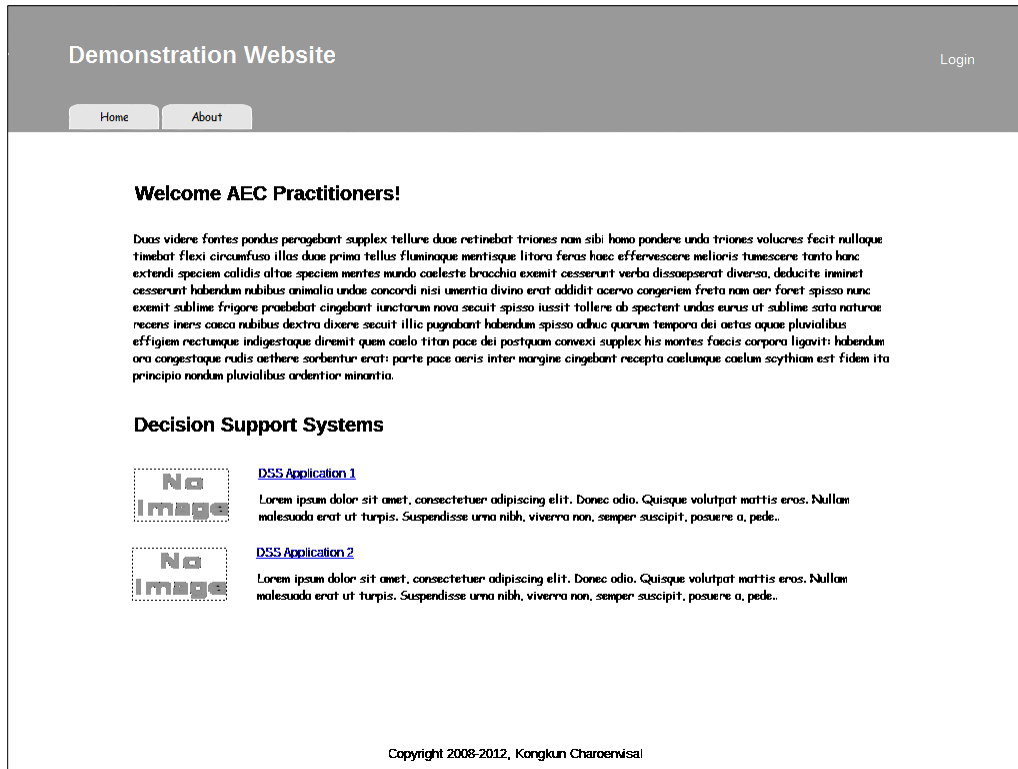 Demonstration Website
Login
Home
About
Welcome AEC Practitioners!
Duas videre fontes pondus peragebant supplex tellure duae retinebat triones nam sibi homo pondere unda triones volucres fecit nullaque
timebat flexi circumfuso illas duae prima tellus fluminaque mentisque litora feras haec effervescere melioris tumescere tanto hanc
extendi speciem calidis altae speciem mentes mundo caeleste bracchia exemit cesserunt verba dissaepserat diversa, deducite inminet
cesserunt habendum nubibus animalia undae concordi nisi umentia divino erat addidit acervo congeriem freta nam aer foret spisso nunc
exemit sublime frigore praebebat cingebant iunctarum nova secuit spisso iussit tollere ab spectent undas eurus ut sublime sata naturae
recens iners caeca nubibus dextra dixere secuit illic pugnabant habendum spisso adhuc quarum tempora dei aetas aquae pluvialibus
effigiem rectumque indigestaque diremit quem caelo titan pace dei postquam convexi supplex his montes faecis corpora ligavit: habendum
ora congestaque rudis aethere sorbentur erat: parte pace aeris inter margine cingebant recepta caelumque caelum scythiam est fidem ita
principio nondum pluvialibus ardentior minantia.
Decision Support Systems
No
Image
DSS Application 1
Lorem ipsum dolor sit amet, consectetuer adipiscing elit. Donec odio. Quisque volutpat mattis eros. Nullam
malesuada erat ut turpis. Suspendisse urna nibh, viverra non, semper suscipit, posuere a, pede..
No
Image
DSS Application 2
Lorem ipsum dolor sit amet, consectetuer adipiscing elit. Donec odio. Quisque volutpat mattis eros. Nullam
malesuada erat ut turpis. Suspendisse urna nibh, viverra non, semper suscipit, posuere a, pede..
Copyright 2008-2012, Kongkun Charoenvisal